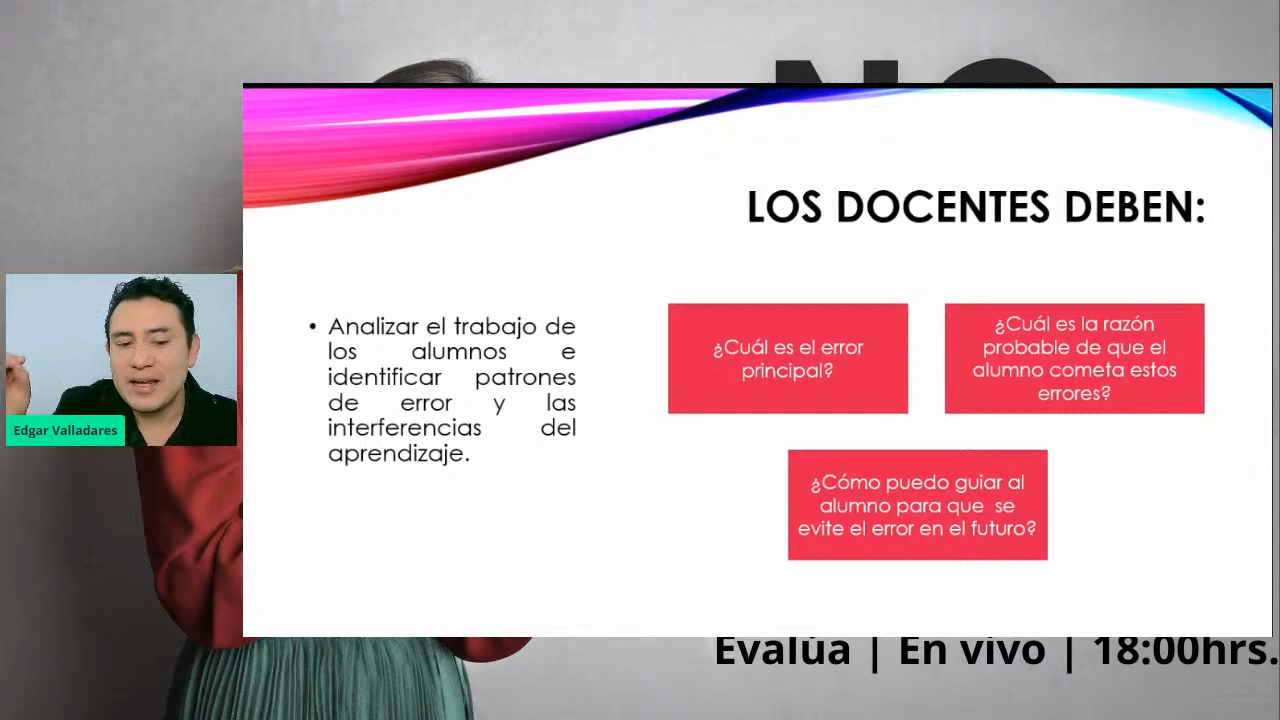 LOS DOCENTES DEBEN:
• Analizar el trabajo de
los alumnos e
identificar patrones
de error y las
interferencias del
aprendizaje.
¿Cuál es el error
principal?
¿Cuál es la razón
probable de que el
alumno cometa estos
errores?
¿Cómo puedo guiar al
alumno para que se
evite el error en el futuro?
Edgar Valladares
Evalúa | En vivo | 18:00hrs.